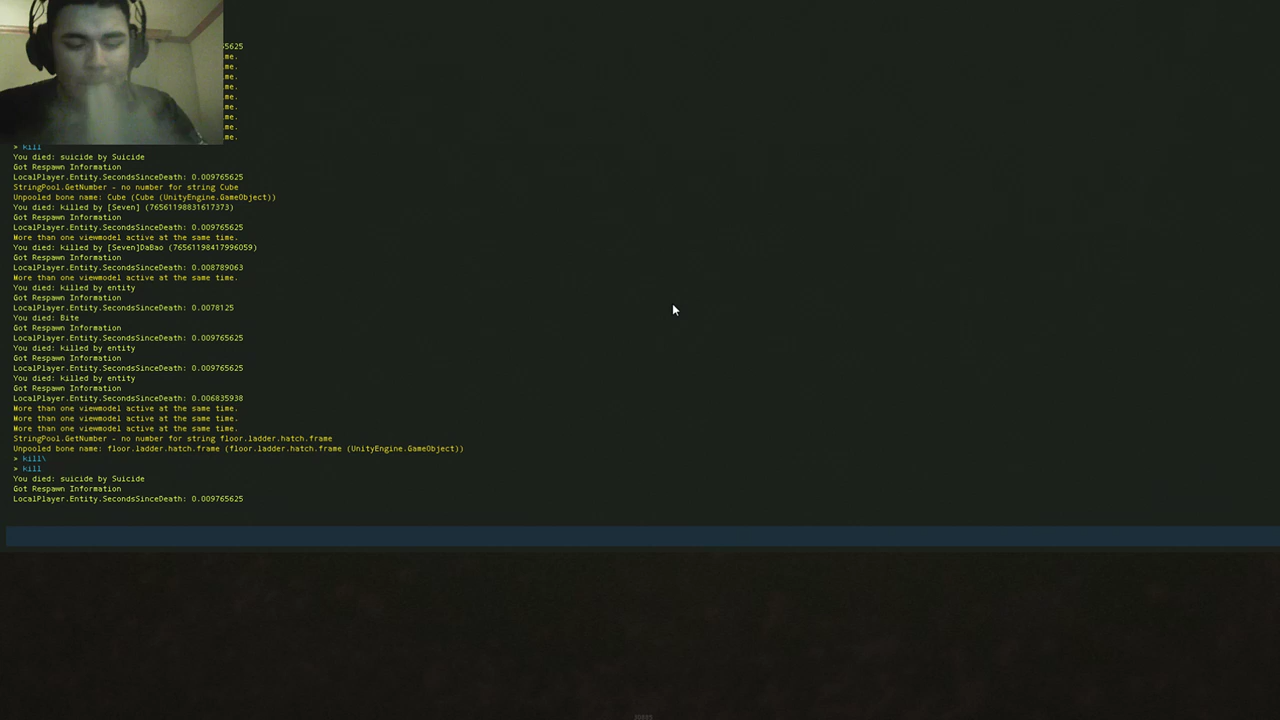 5625
me.
me.
me.
me.
me.
me.
me.
me.
me.
> kill
You died: suicide by Suicide
Got Respawn Information
LocalPlayer.Entity.SecondsSinceDeath: 0.009765625
StringPool.GetNumber - no number for string Cube
Unpooled bone name: Cube (Cube (UnityEngine.GameObject))
You died: killed by [Seven] (76561198831617373)
Got Respawn Information
LocalPlayer.Entity.SecondsSinceDeath: 0.009765625
More than one viewmodel active at the same time.
You died: killed by [Seven]DaBao (76561198417996059)
Got Respawn Information
LocalPlayer.Entity.SecondsSinceDeath: 0.008789063
More than one viewmodel active at the same time.
You died: killed by entity
Got Respawn Information
LocalPlayer.Entity.SecondsSinceDeath: 0.0078125
You died: Bite
Got Respawn Information
LocalPlayer.Entity.SecondsSinceDeath: 0.009765625
You died: killed by entity
Got Respawn Information
LocalPlayer.Entity.SecondsSinceDeath: 0.009765625
You died: killed by entity
Got Respawn Information
LocalPlayer.Entity.SecondsSinceDeath: 0.006835938
More than one viewmodel active at the same time.
More than one viewmodel active at the same time.
More than one viewmodel active at the same time.
StringPool.GetNumber - no number for string floor.ladder.hatch.frame
Unpooled bone name: floor.ladder.hatch.frame (floor.ladder.hatch.frame (UnityEngine.GameObject))
> kill\
> kill
You died: suicide by Suicide
Got Respawn Information
LocalPlayer.Entity.SecondsSinceDeath: 0.009765625